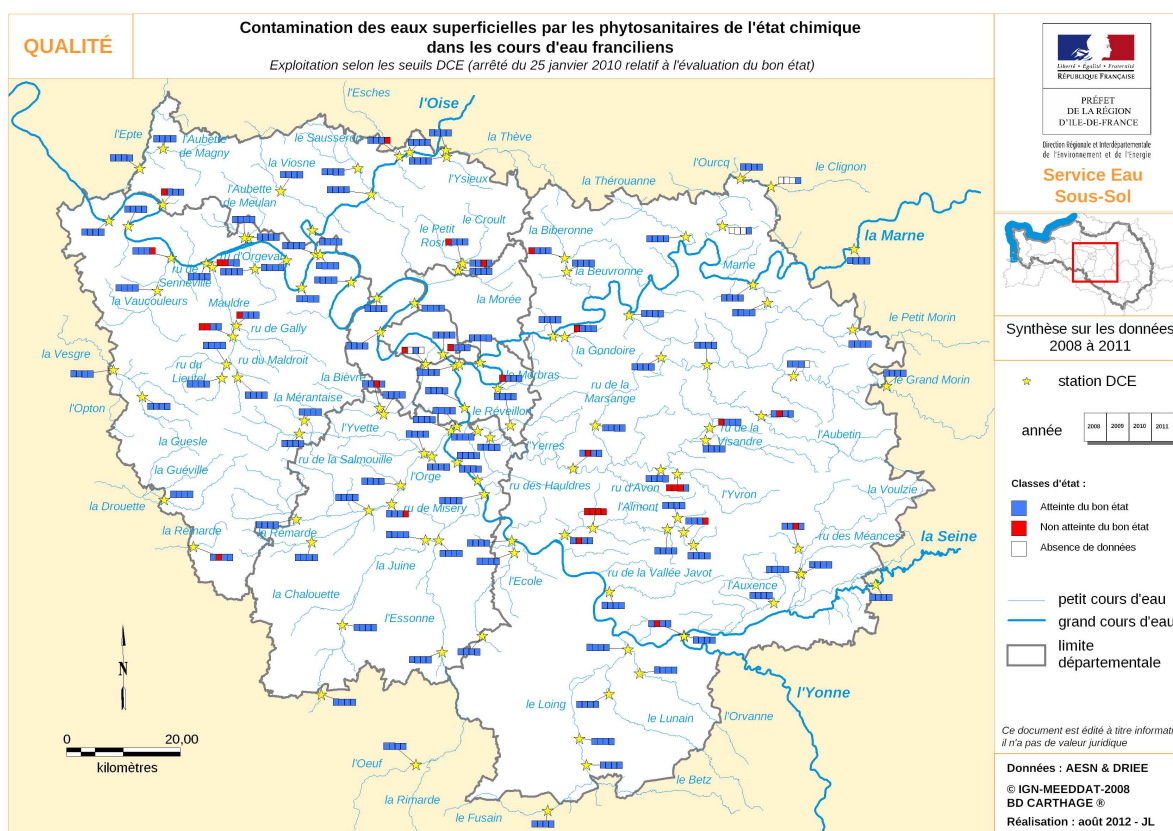 QUALITÉ
Contamination des eaux superficielles par les phytosanitaires de l'état chimique
dans les cours d'eau franciliens
Exploitation selon les seuils DCE (arrêté du 25 janvier 2010 relatif à l'évaluation du bon état)
Liberté • Égalité • Fraternité
RÉPUBLIQUE FRANÇAISE
PRÉFET
DE LA RÉGION
D'ILE-DE-FRANCE
Direction Régionale et Interdépartementale
de l'Environnement et de l'Energie
Service Eau
Sous-Sol
Synthèse sur les données
2008 à 2011
station DCE
année
2008 2009 2010 2011
Classes d'état :
Atteinte du bon état
Non atteinte du bon état
Absence de données
petit cours d'eau
grand cours d'eau
limite
départementale
Ce document est édité à titre informati
il n'a pas de valeur juridique
Données : AESN & DRIEE
© IGN-MEEDDAT-2008
BD CARTHAGE ®
Réalisation : août 2012 - JL
l'Esches
l'Oise
l'Epte
l'Aubette
de Magny
le Sausseron
la Thève
la Viosne
l'Ysieux
l'Ourcq
le Clignon
la Thérouanne
l'Aubette
de Meulan
le Croult
le Petit
Rosn
la Biberonne
la Marne
ru d'Orgeval
ru de
Senneville
la Beuvronne
Marne
la Vaucouleurs
Mauldre
la Morée
ru de Gally
le Petit Morin
la Vesgre
ru du Maldroit
ru du
Lieutel
la Gondoire
la Bièvre
le Morbras
ru de la
Marsange
le Grand Morin
l'Opton
la Mérantaise
le Réveillon
l'Yvette
l'Yerres
ru de la
Visandre
l'Aubetin
la Guesle
ru de la Salmouille
la Guéville
l'Orge
ru des Hauldres
ru d'Avon
l'Yvron
la Voulzie
la Drouette
ru de Misery
l'Almont
la Rémarde
la Rémarde
ru des Méances
la Seine
la Juine
l'Ecole
ru de la Vallée Javot
l'Auxence
la Chalouette
l'Essonne
l'Yonne
le Loing
le Lunain
l'Orvanne
l'Oeuf
la Rimarde
le Betz
le Fusain
N
0 20,00
kilomètres